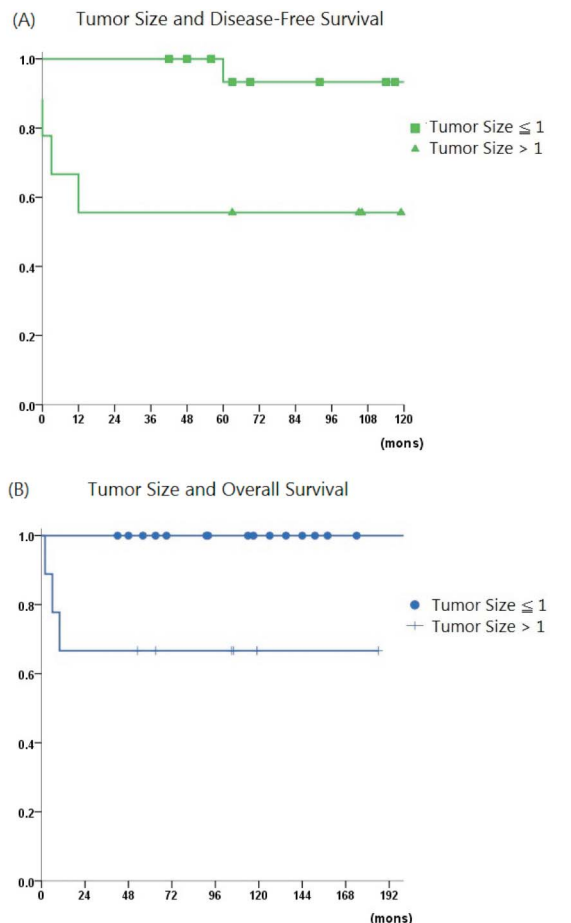 (A) Tumor Size and Disease-Free Survival
1.0
0.8
0.6
0.4
0.2
0.0
0 12 24 36 48 60 72 84 96 108 120
(mons)
Tumor Size ≦ 1
Tumor Size > 1
(B) Tumor Size and Overall Survival
1.0
0.8
0.6
0.4
0.2
0.0
0 24 48 72 96 120 144 168 192
(mons)
Tumor Size ≦ 1
Tumor Size > 1